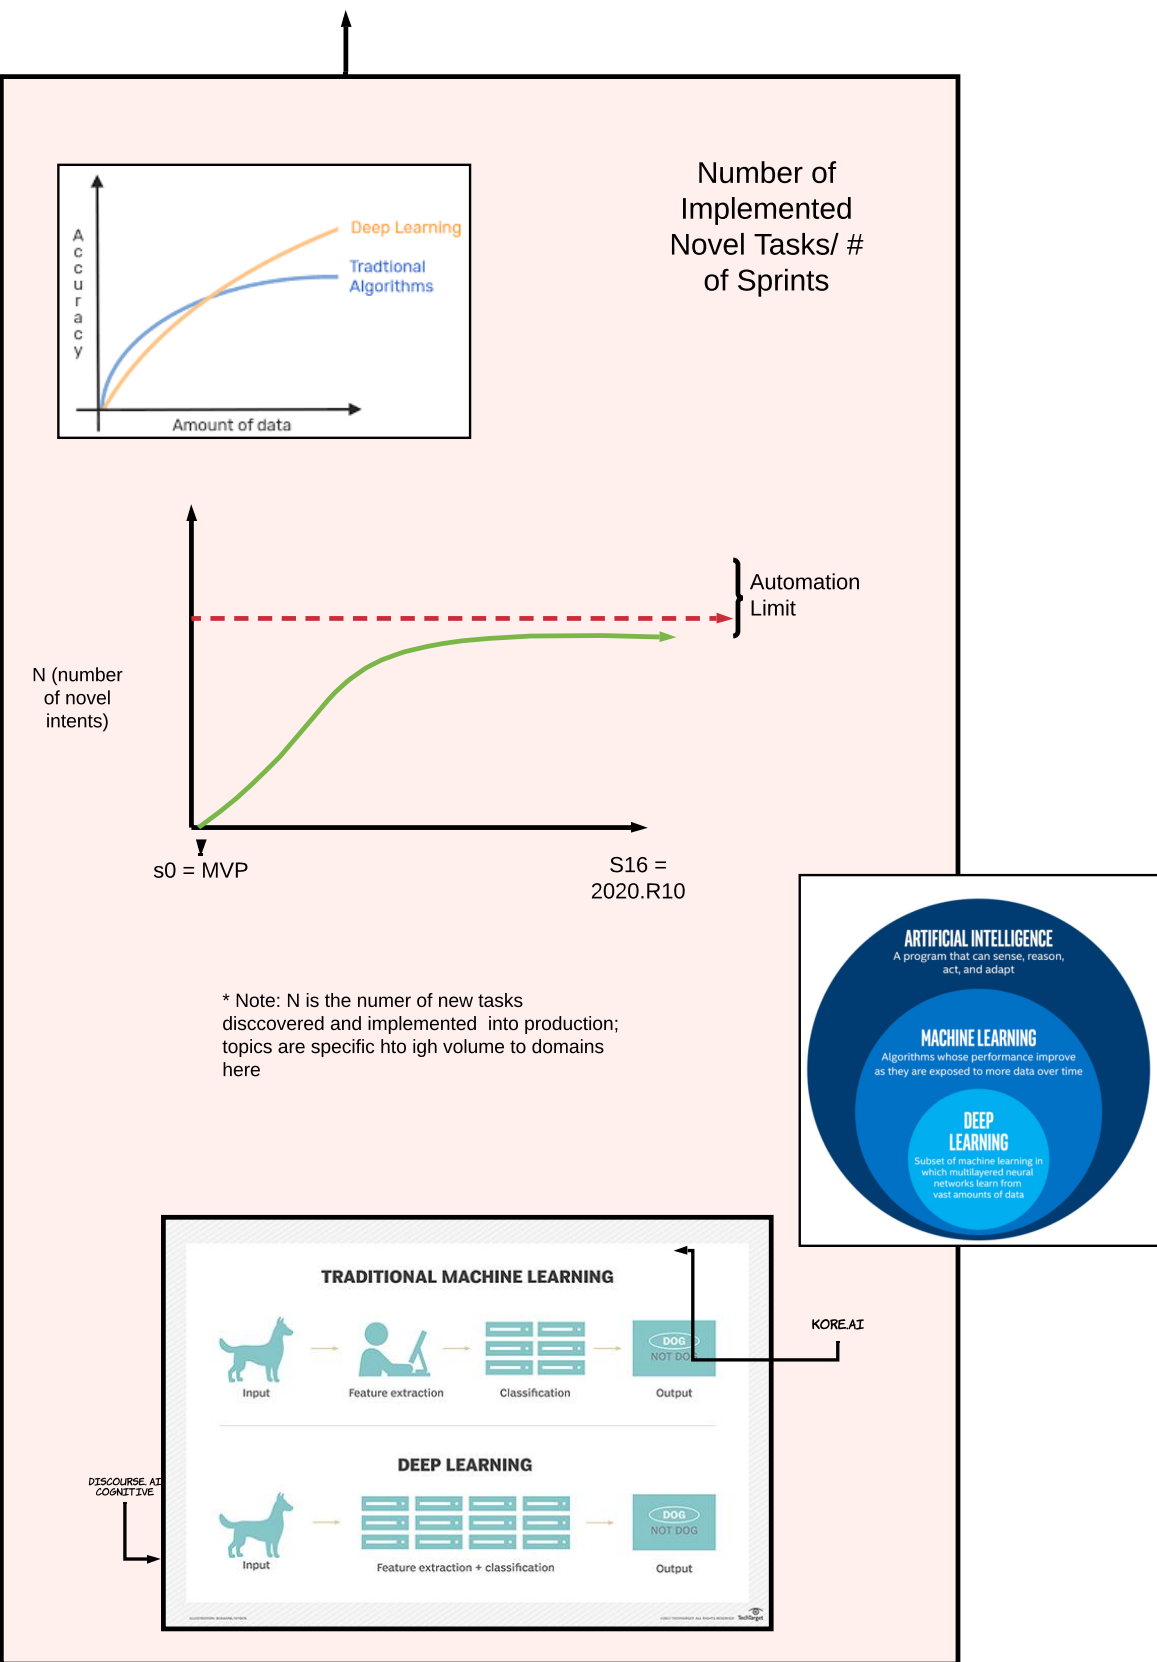 Number of
Implemented
Novel Tasks/ #
of Sprints
Accuracy
Deep Learning
Tradtional
Algorithms
Amount of data
Automation
Limit
N (number
of novel
intents)
s0 = MVP
S16 =
2020.R10
* Note: N is the numer of new tasks
disccovered and implemented  into production;
topics are specific hto igh volume to domains
here
ARTIFICIAL INTELLIGENCE
A program that can sense, reason,
act, and adapt
MACHINE LEARNING
Algorithms whose performance improve
as they are exposed to more data over time
DEEP
LEARNING
Subset of machine learning in
which multilayered neural
networks learn from
vast amounts of data
TRADITIONAL MACHINE LEARNING
DOG
NOT DOG
Input
Feature extraction
Classification
Output
KORE.AI
DEEP LEARNING
DISCOURSE.AI
COGNITIVE
DOG
NOT DOG
Input
Feature extraction + classification
Output
TechTarget